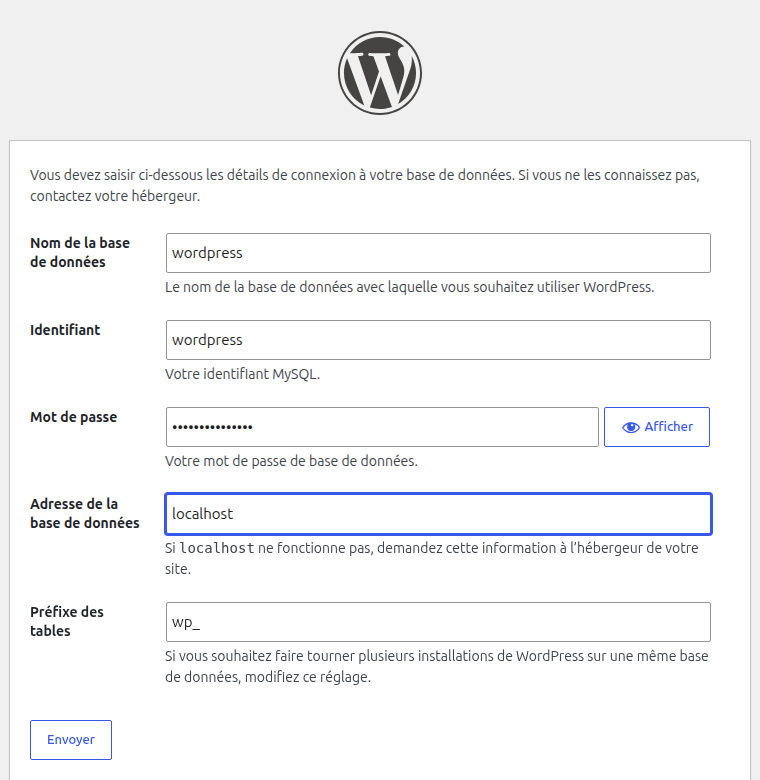 Vous devez saisir ci-dessous les détails de connexion à votre base de données. Si vous ne les connaissez pas,
contactez votre hébergeur.
Nom de la base
de données
wordpress
Le nom de la base de données avec laquelle vous souhaitez utiliser WordPress.
Identifiant
wordpress
Votre identifiant MySQL.
Mot de passe
•••••••••••••••
Afficher
Votre mot de passe de base de données.
Adresse de la
base de données
localhost
Si localhost ne fonctionne pas, demandez cette information à l’hébergeur de votre
site.
Préfixe des
tables
wp_
Si vous souhaitez faire tourner plusieurs installations de WordPress sur une même base
de données, modifiez ce réglage.
Envoyer